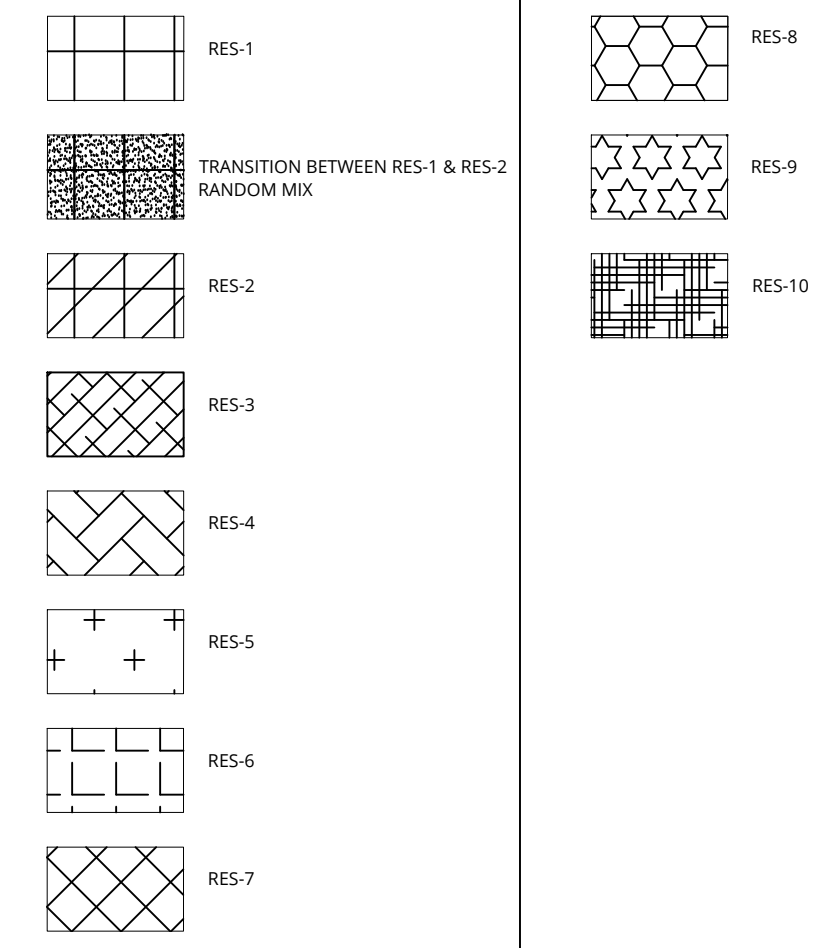 RES-1
TRANSITION BETWEEN RES-1 & RES-2
RANDOM MIX
RES-2
RES-3
RES-4
RES-5
RES-6
RES-7
RES-8
RES-9
RES-10